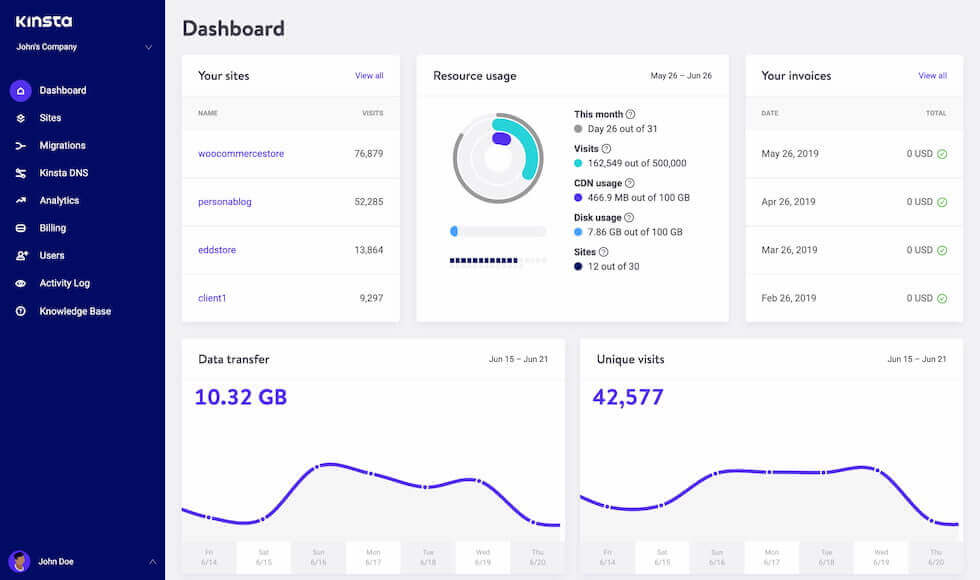 KINSTA
John's Company
Dashboard
Sites
Migrations
Kinsta DNS
Analytics
Billing
Users
Activity Log
Knowledge Base
John Doe
Dashboard
Your sites View all
NAME VISITS
woocommercestore 76,879
personablog 52,285
eddstore 13,864
client1 9,297
Resource usage May 26 – Jun 26
This month
Day 26 out of 31
Visits
162,549 out of 500,000
CDN usage
466.9 MB out of 100 GB
Disk usage
7.86 GB out of 100 GB
Sites
12 out of 30
Your invoices View all
DATE TOTAL
May 26, 2019 0 USD
Apr 26, 2019 0 USD
Mar 26, 2019 0 USD
Feb 26, 2019 0 USD
Data transfer Jun 15 – Jun 21
10.32 GB
Fri Sat Sun Mon Tue Wed Thu
6/14 6/15 6/16 6/17 6/18 6/19 6/20
Unique visits Jun 15 – Jun 21
42,577
Fri Sat Sun Mon Tue Wed Thu
6/14 6/15 6/16 6/17 6/18 6/19 6/20